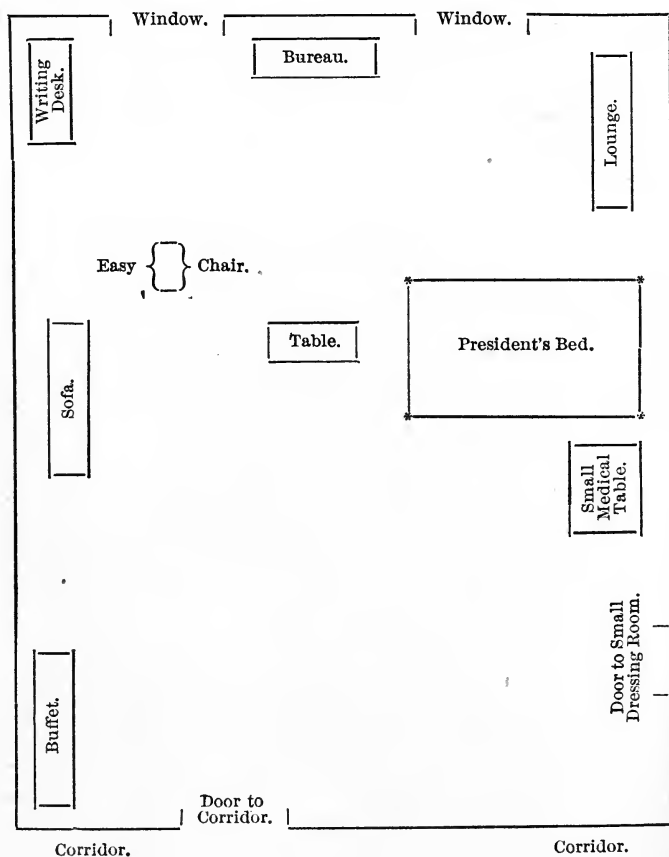 Window.
Window.
Writing
Desk.
Bureau.
Lounge.
Easy
Chair.
Table.
President's Bed.
Sofa.
Small
Medical
Table.
Door to Small
Dressing Room.
Buffet.
Door to
Corridor.
Corridor.
Corridor.